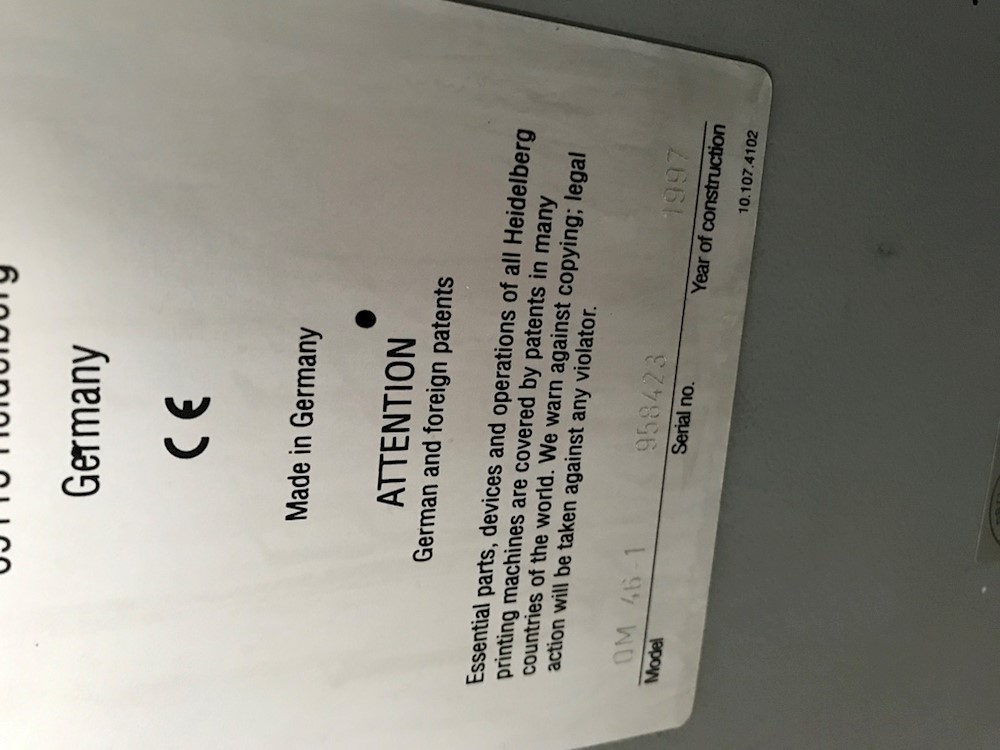 Germany
CE
Made in Germany
ATTENTION
German and foreign patents
Essential parts, devices and operations of all Heidelberg
printing machines are covered by patents in many
countries of the world. We warn against copying; legal
action will be taken against any violator.
46-1 958423 1997
Model Serial no. Year of construction
10.107.4102